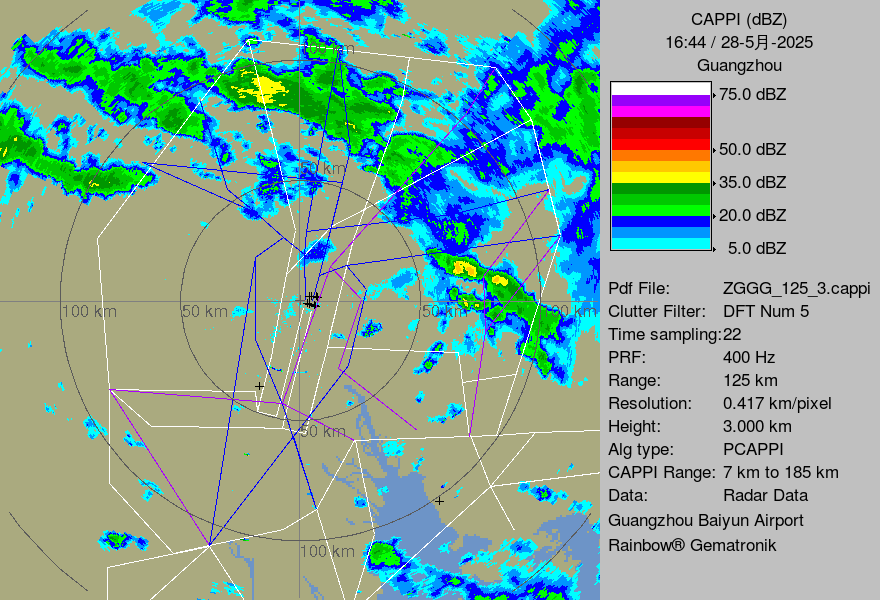 100 km
50 km
100 km
50 km
50 km
100 km
50 km
100 km
CAPPI (dBZ)
16:44 / 28-5月-2025
Guangzhou
75.0 dBZ
50.0 dBZ
35.0 dBZ
20.0 dBZ
5.0 dBZ
Pdf File: ZGGG_125_3.cappi
Clutter Filter: DFT Num 5
Time sampling:22
PRF: 400 Hz
Range: 125 km
Resolution: 0.417 km/pixel
Height: 3.000 km
Alg type: PCAPPI
CAPPI Range: 7 km to 185 km
Data: Radar Data
Guangzhou Baiyun Airport
Rainbow® Gematronik